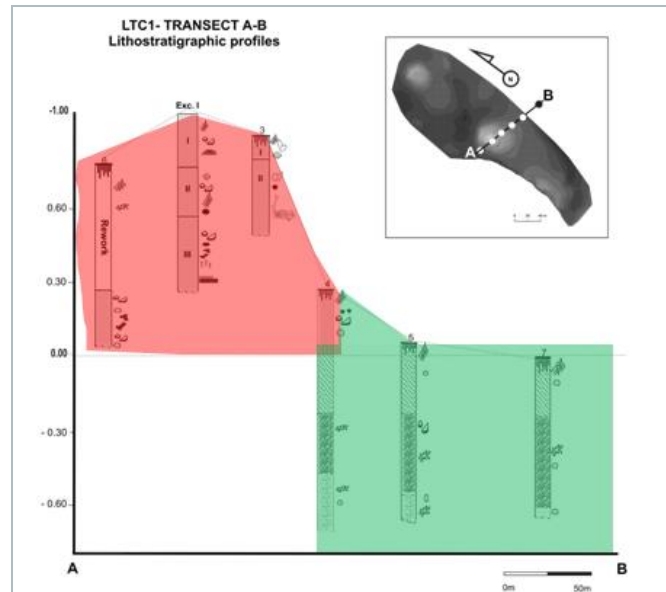 LTC1- TRANSECT A-B
Lithostratigraphic profiles
Exc. I
-1.00
0.60
0.30
0.00
- 0.30
- 0.60
3
I
II
I
II
III
Rework
4
7
A
B
N
A
B
0m
50m